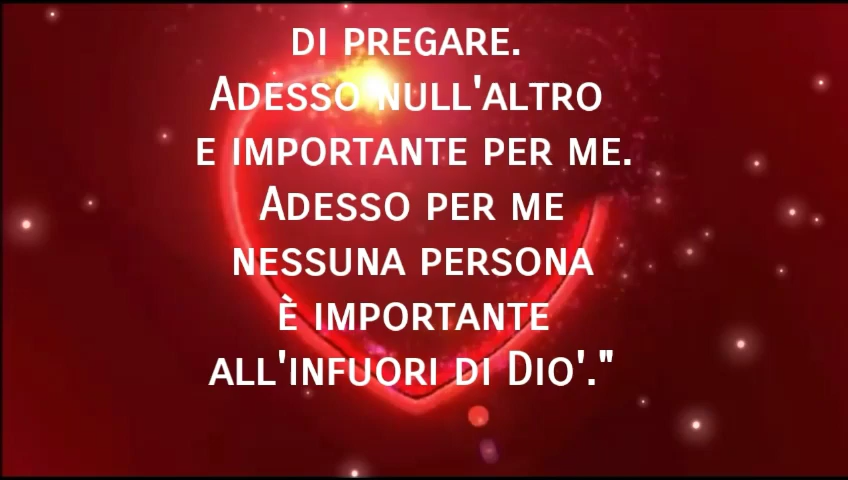 DI PREGARE.
ADESSO NULL'ALTRO
E IMPORTANTE PER ME.
ADESSO PER ME
NESSUNA PERSONA
È IMPORTANTE
ALL'INFUORI DI DIO'."